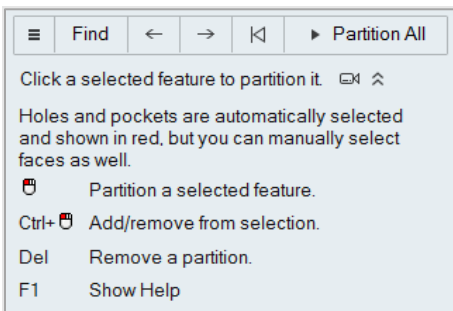 Find Partition All
Click a selected feature to partition it.
Holes and pockets are automatically selected
and shown in red, but you can manually select
faces as well.
Partition a selected feature.
Ctrl+ Add/remove from selection.
Del Remove a partition.
F1 Show Help